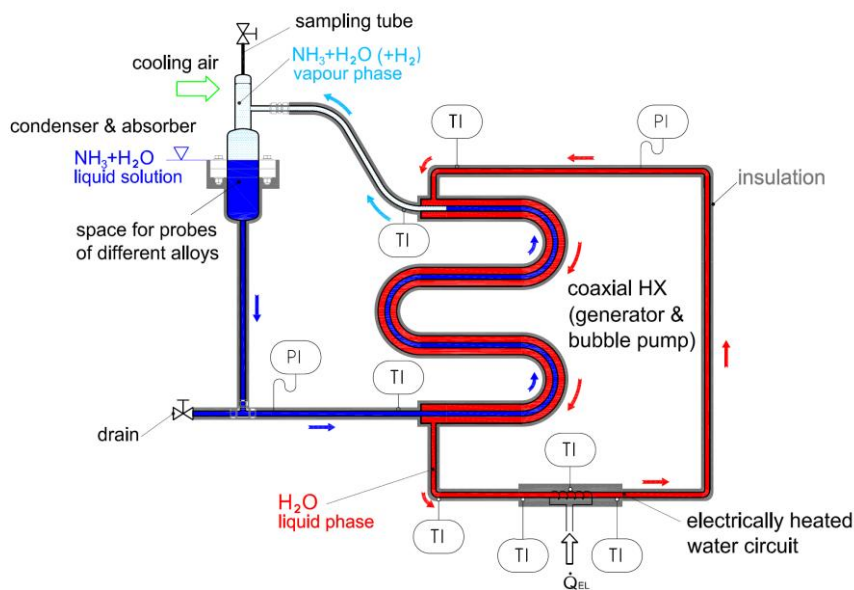 sampling tube
NH3+H2O (+H2)
vapour phase
cooling air
condenser & absorber
NH3+H2O
liquid solution
space for probes
of different alloys
TI
PI
insulation
TI
coaxial HX
(generator &
bubble pump)
PI
TI
drain
TI
H2O
liquid phase
TI
TI
TI
electrically heated
water circuit
Q̇EL